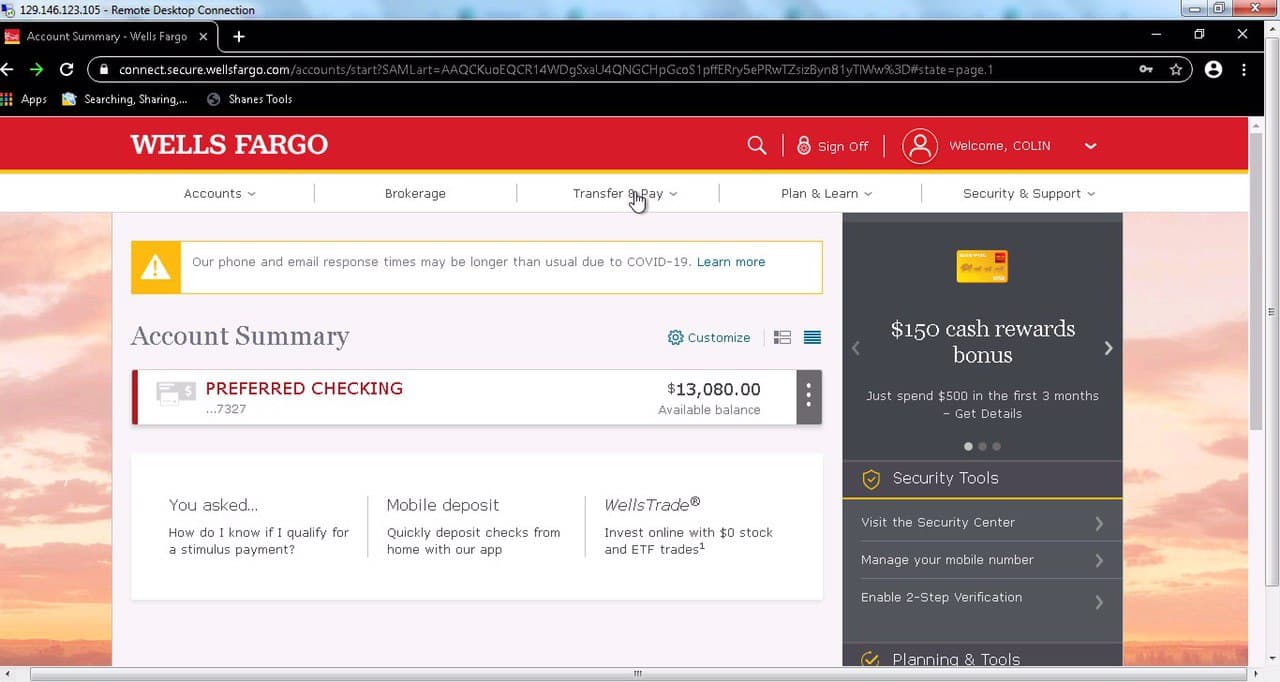 129.146.123.105 - Remote Desktop Connection
Account Summary - Wells Fargo
connect.secure.wellsfargo.com/accounts/start?SAMLart=AAQCKuoEQCR14WDgSxaU4QNGCHpGcoS1pffERry5ePRwTZsizByn81yTIWw%3D#state=page.1
Apps Searching, Sharing,... Shanes Tools
WELLS FARGO Sign Off Welcome, COLIN
Accounts Brokerage Transfer & Pay Plan & Learn Security & Support
Our phone and email response times may be longer than usual due to COVID-19. Learn more
Account Summary
Customize
PREFERRED CHECKING
...7327
$13,080.00
Available balance
You asked...
How do I know if I qualify for
a stimulus payment?
Mobile deposit
Quickly deposit checks from
home with our app
WellsTrade®
Invest online with $0 stock
and ETF trades¹
$150 cash rewards
bonus
Just spend $500 in the first 3 months
– Get Details
Security Tools
Visit the Security Center
Manage your mobile number
Enable 2-Step Verification
Planning & Tools